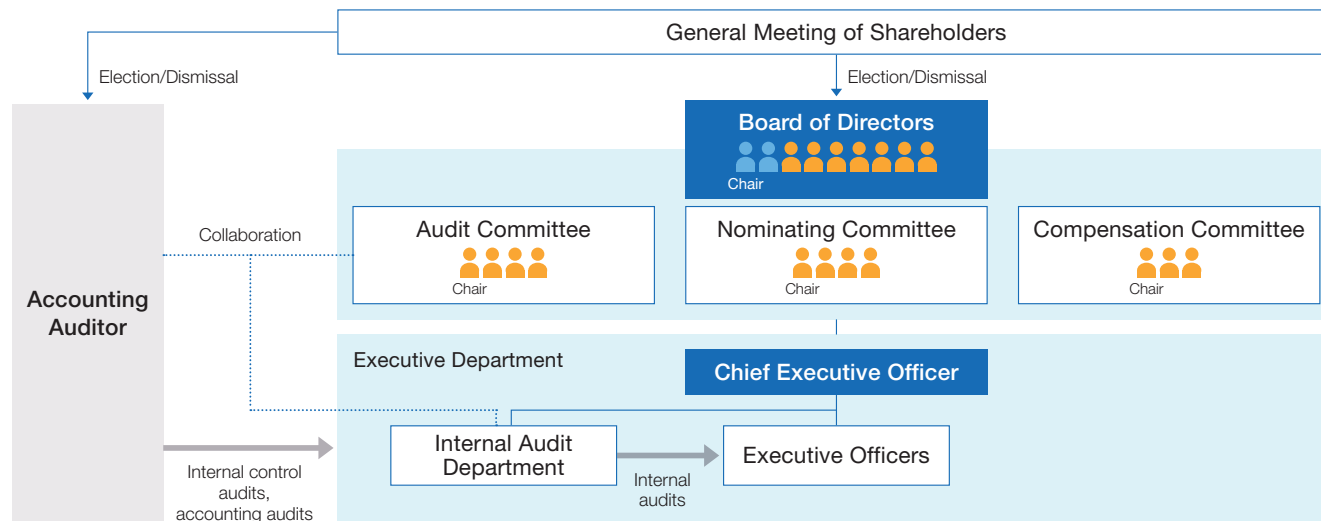 General Meeting of Shareholders
Election/Dismissal
Election/Dismissal
Board of Directors
Chair
Collaboration
Audit Committee
Chair
Nominating Committee
Chair
Compensation Committee
Chair
Accounting
Auditor
Executive Department
Chief Executive Officer
Internal Audit
Department
Executive Officers
Internal control
audits,
accounting audits
Internal
audits